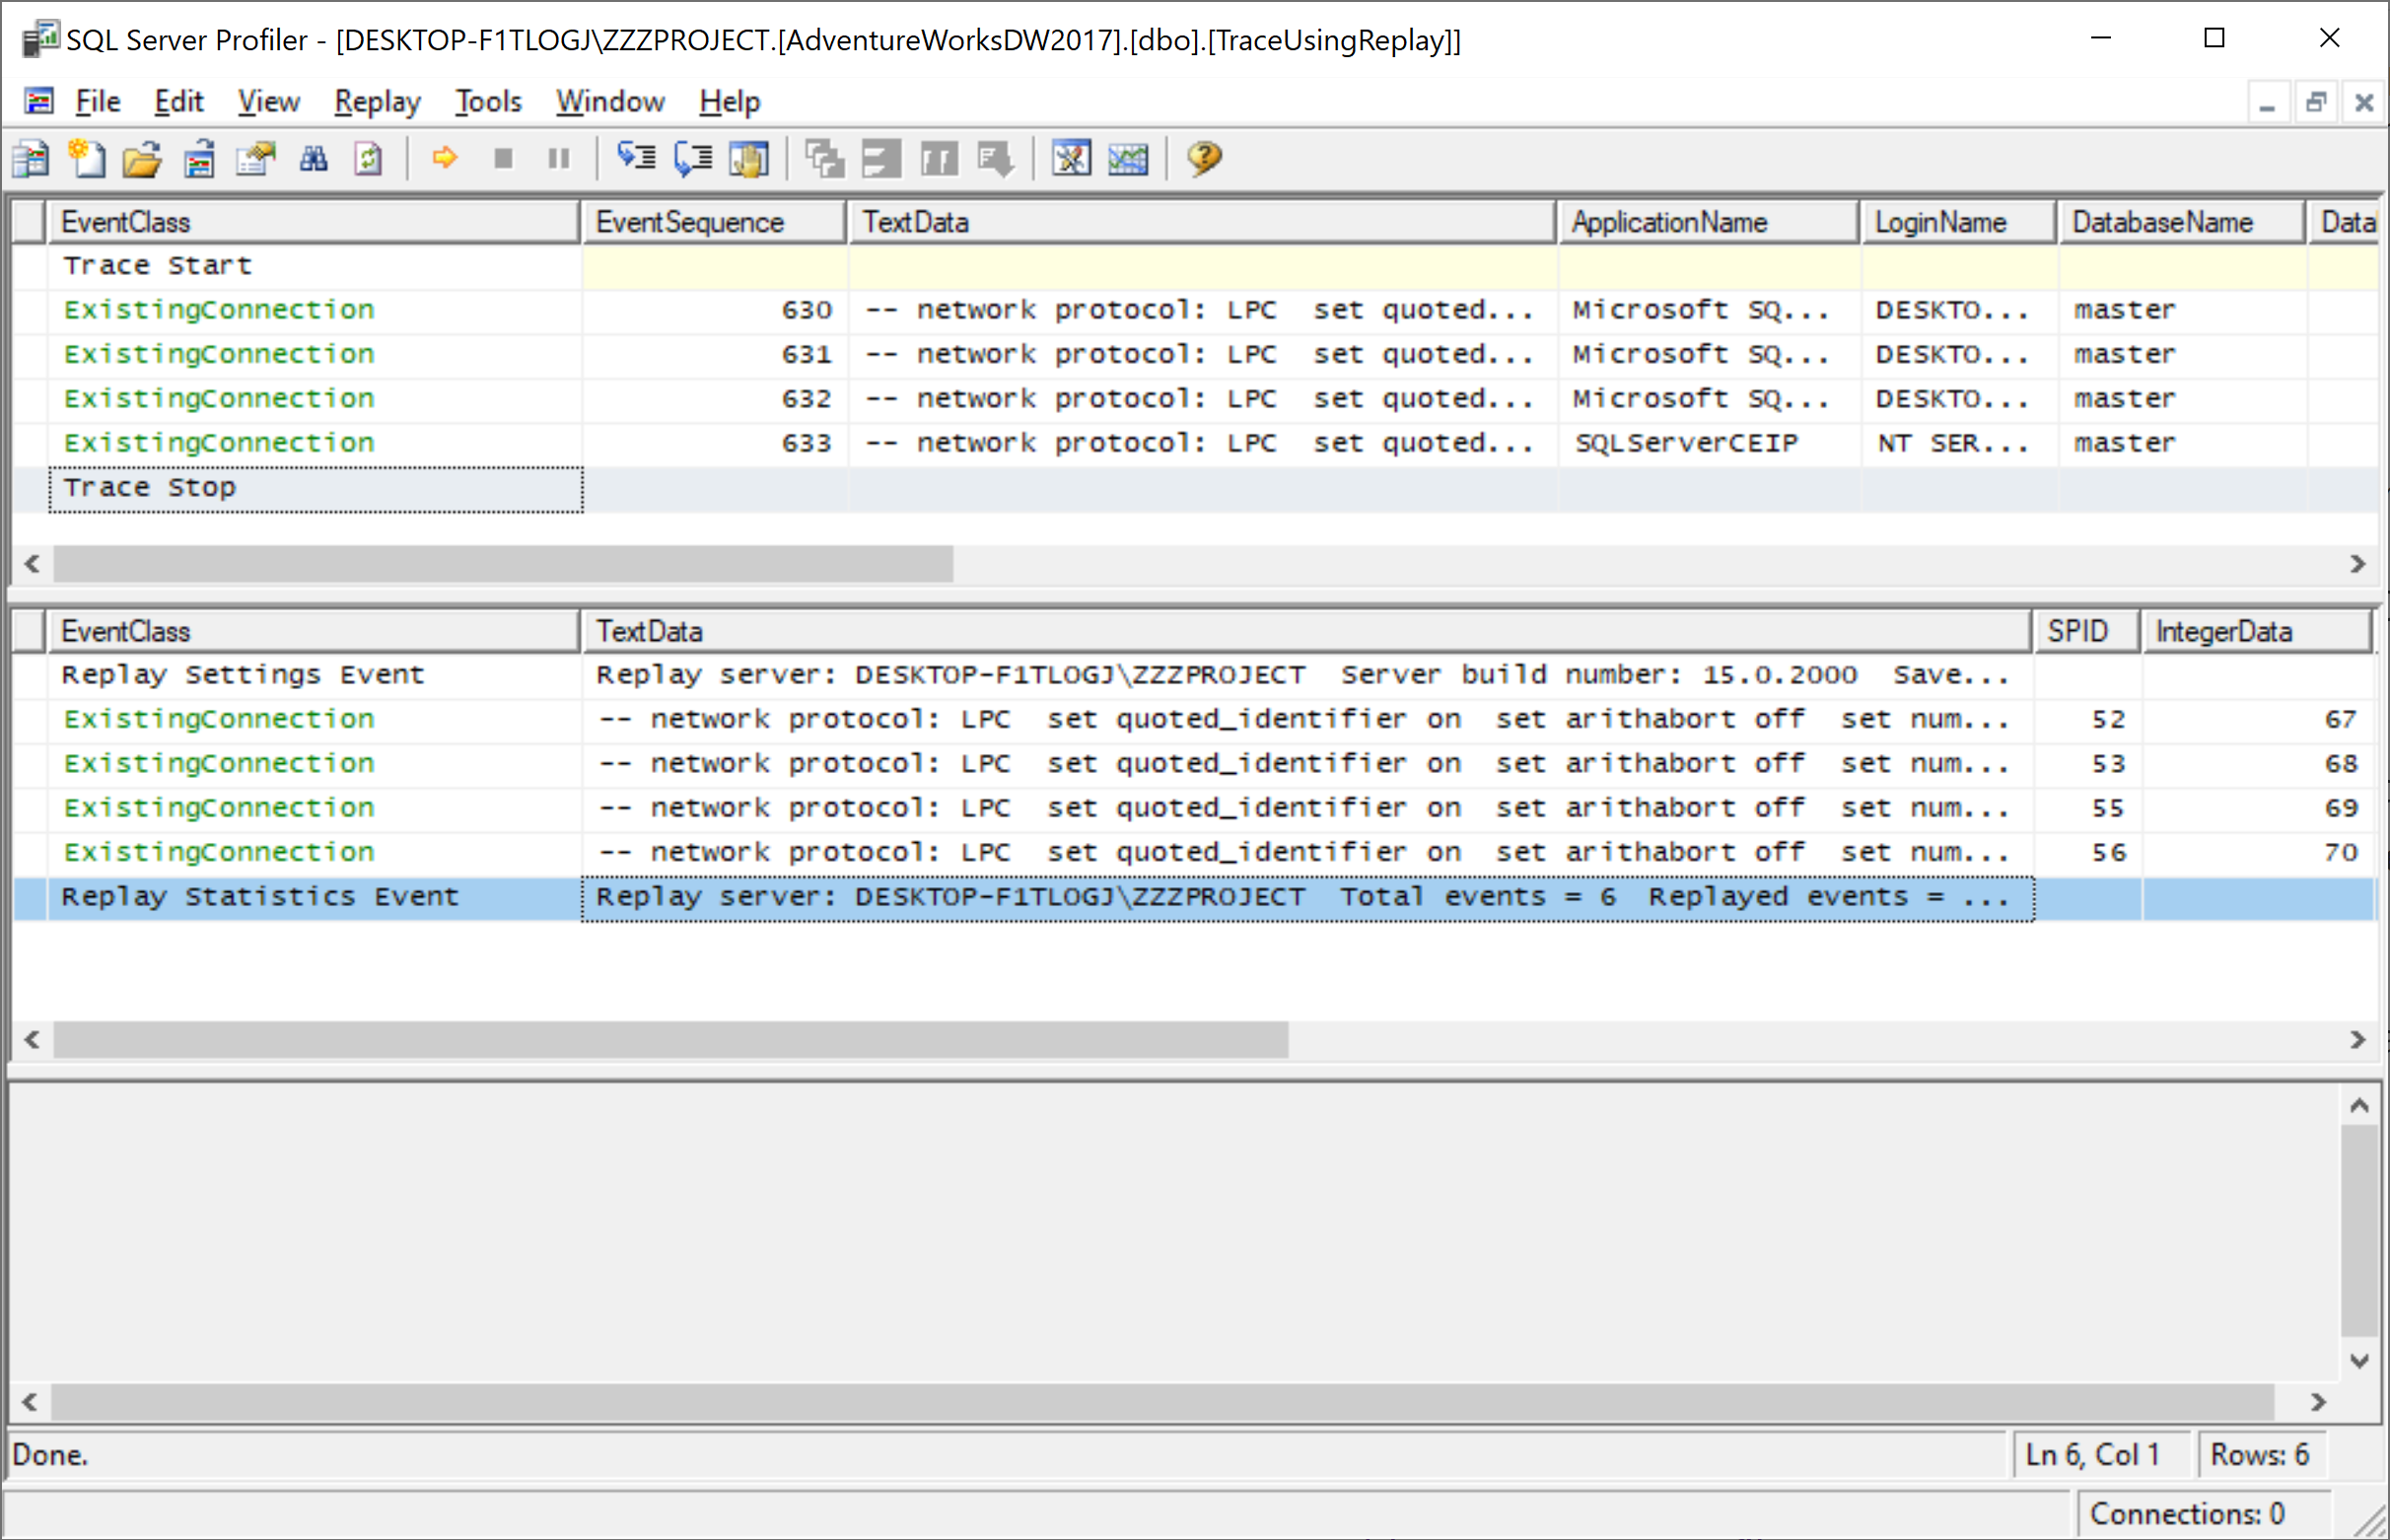 SQL Server Profiler - [DESKTOP-F1TLOGJ\ZZZPROJECT.[AdventureWorksDW2017].[dbo].[TraceUsingReplay]]
File Edit View Replay Tools Window Help
EventClass EventSequence TextData ApplicationName LoginName DatabaseName Data
Trace Start
ExistingConnection 630 -- network protocol: LPC set quoted... Microsoft SQ... DESKTO... master
ExistingConnection 631 -- network protocol: LPC set quoted... Microsoft SQ... DESKTO... master
ExistingConnection 632 -- network protocol: LPC set quoted... Microsoft SQ... DESKTO... master
ExistingConnection 633 -- network protocol: LPC set quoted... SQLServerCEIP NT SER... master
Trace Stop
EventClass TextData SPID IntegerData
Replay Settings Event Replay server: DESKTOP-F1TLOGJ\ZZZPROJECT Server build number: 15.0.2000 Save...
ExistingConnection -- network protocol: LPC set quoted_identifier on set arithabort off set num... 52 67
ExistingConnection -- network protocol: LPC set quoted_identifier on set arithabort off set num... 53 68
ExistingConnection -- network protocol: LPC set quoted_identifier on set arithabort off set num... 55 69
ExistingConnection -- network protocol: LPC set quoted_identifier on set arithabort off set num... 56 70
Replay Statistics Event Replay server: DESKTOP-F1TLOGJ\ZZZPROJECT Total events = 6 Replayed events = ...
Done. Ln 6, Col 1 Rows: 6
Connections: 0